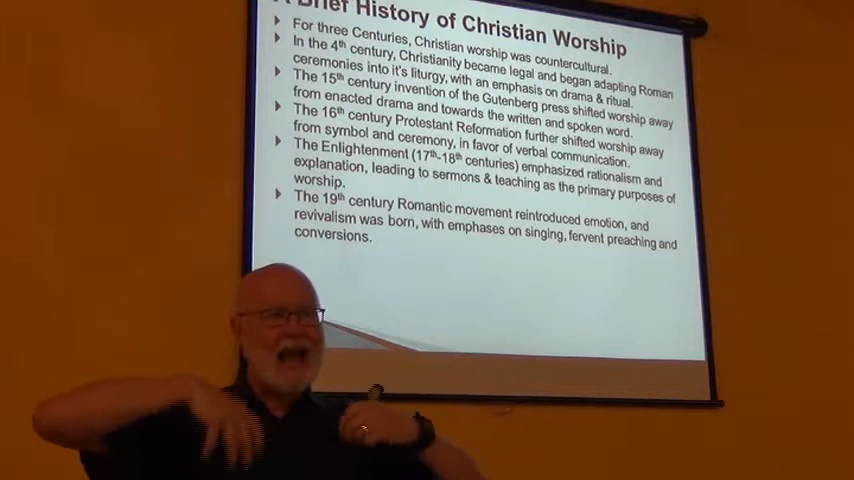 A Brief History of Christian Worship
For three Centuries, Christian worship was countercultural.
In the 4th century, Christianity became legal and began adapting Roman
ceremonies into it's liturgy, with an emphasis on drama & ritual.
The 15th century invention of the Gutenberg press shifted worship away
from enacted drama and towards the written and spoken word.
The 16th century Protestant Reformation further shifted worship away
from symbol and ceremony, in favor of verbal communication.
The Enlightenment (17th-18th centuries) emphasized rationalism and
explanation, leading to sermons & teaching as the primary purposes of
worship.
The 19th century Romantic movement reintroduced emotion, and
revivalism was born, with emphases on singing, fervent preaching and
conversions.